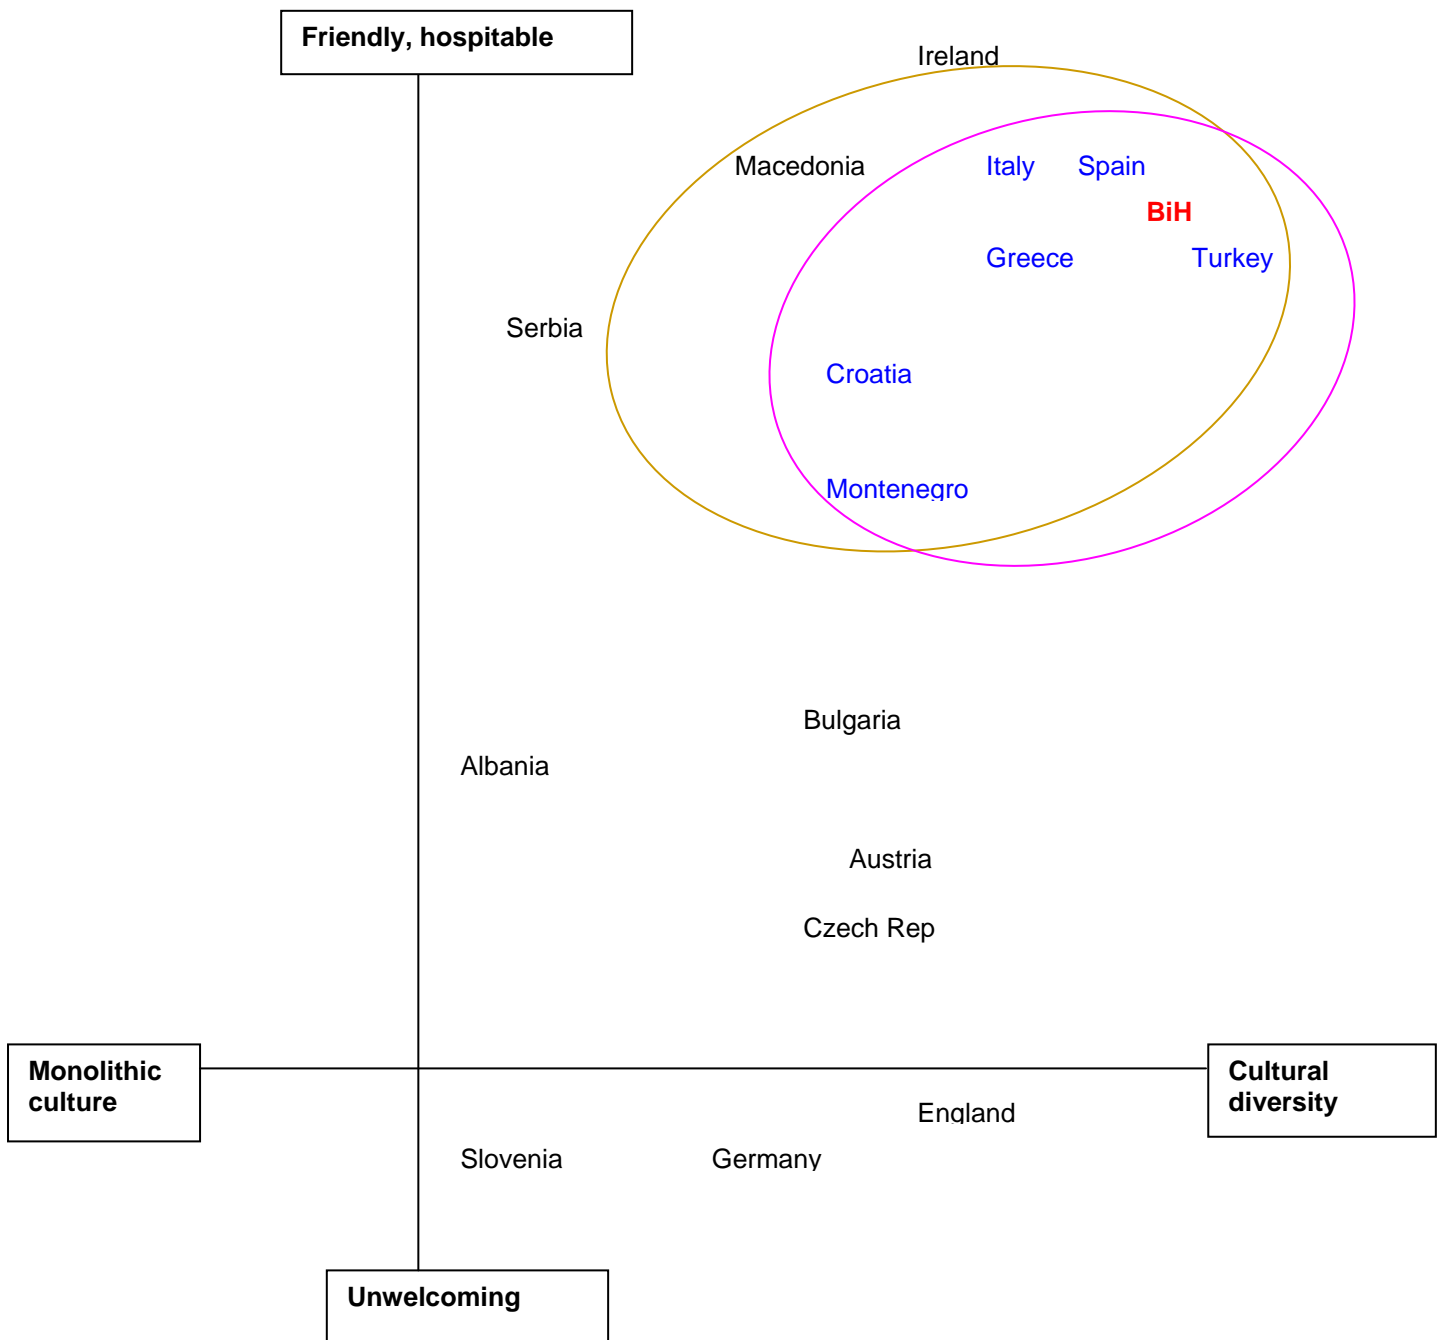 Friendly, hospitable
Ireland
Macedonia
Italy
Spain
BiH
Greece
Turkey
Serbia
Croatia
Montenegro
Bulgaria
Albania
Austria
Czech Rep
Monolithic
culture
Cultural
diversity
England
Slovenia
Germany
Unwelcoming